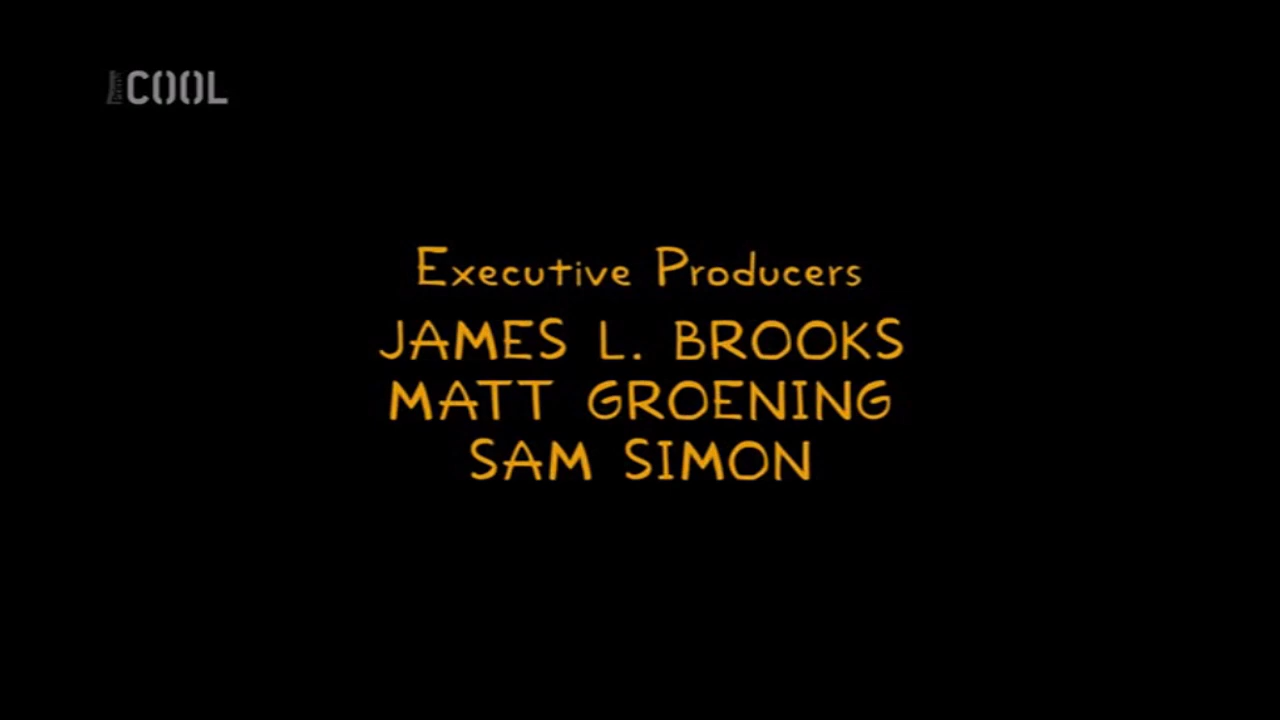 COOL
Executive Producers
JAMES L. BROOKS
MATT GROENING
SAM SIMON